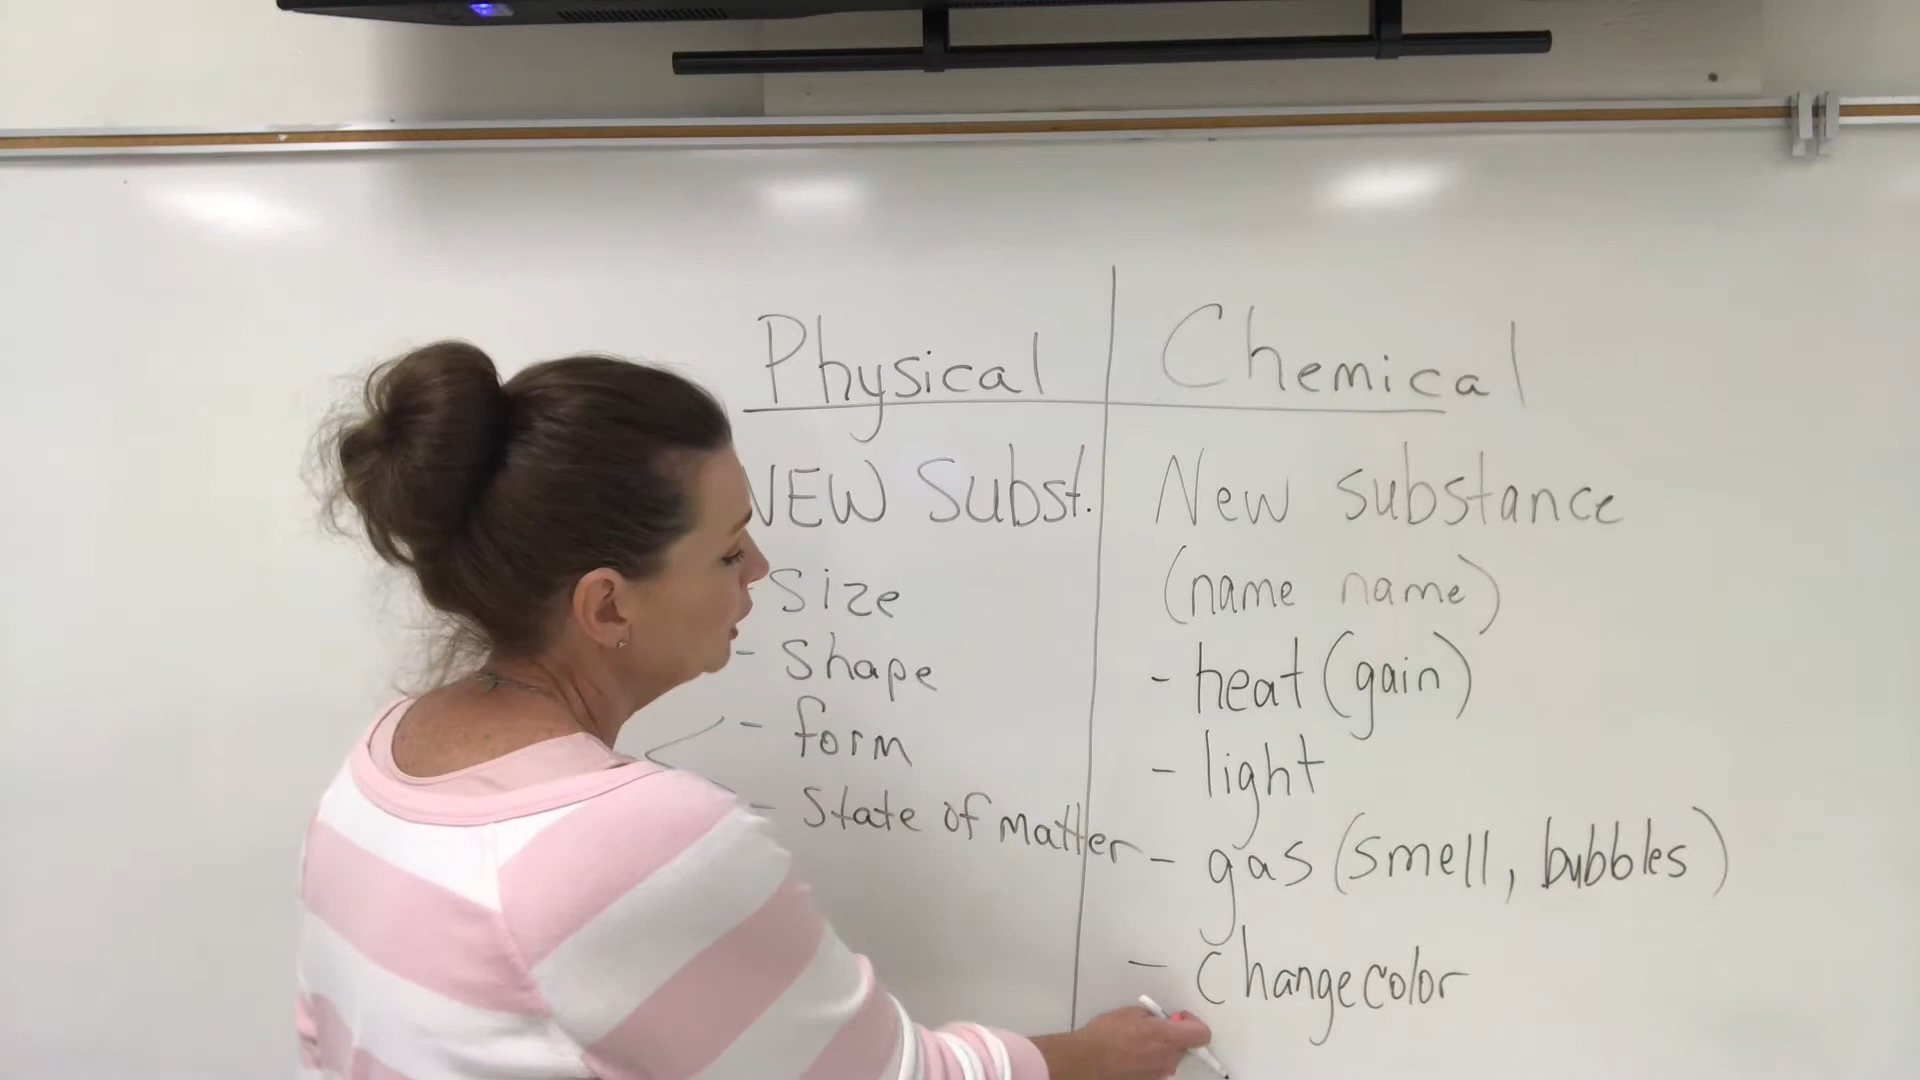 Physical
Chemical
NEW Subst.
- Size
- Shape
- form
- State of matter
New substance
(name name)
- heat (gain)
- light
- gas (smell, bubbles)
- Change color